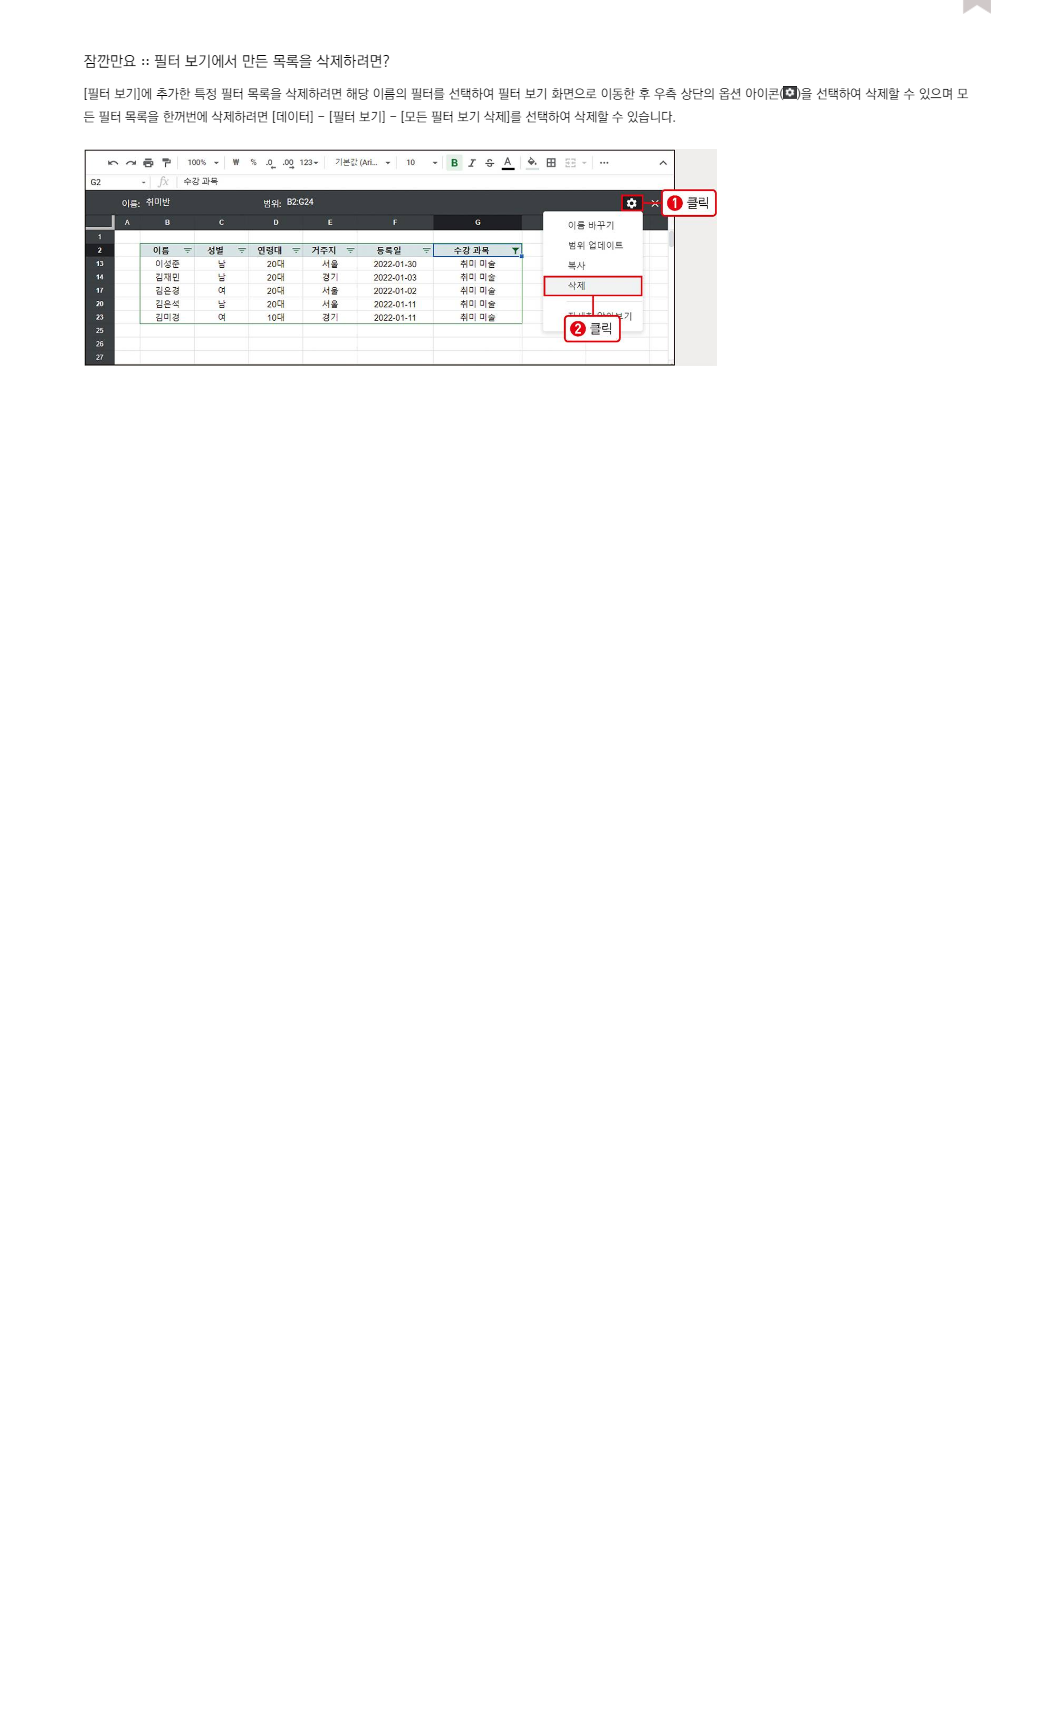 잠깐만요 :: 필터 보기에서 만든 목록을 삭제하려면?
[필터 보기]에 추가한 특정 필터 목록을 삭제하려면 해당 이름의 필터를 선택하여 필터 보기 화면으로 이동한 후 우측 상단의 옵션 아이콘()을 선택하여 삭제할 수 있으며 모
든 필터 목록을 한꺼번에 삭제하려면 [데이터] – [필터 보기] – [모든 필터 보기 삭제]를 선택하여 삭제할 수 있습니다.
100% ₩ % .0 .00 123 기본값 (Ari... 10 B I S A
G2 fx 수강 과목
이름: 취미반 범위: B2:G24
1 클릭
A B C D E F G
이름 바꾸기
범위 업데이트
복사
삭제
2 클릭
1
2 이름 성별 연령대 거주지 등록일 수강 과목
13 이성준 남 20대 서울 2022-01-30 취미 미술
14 김재민 남 20대 경기 2022-01-03 취미 미술
17 김은경 여 20대 서울 2022-01-02 취미 미술
20 김은석 남 20대 서울 2022-01-11 취미 미술
23 김미경 여 10대 경기 2022-01-11 취미 미술
25
26
27